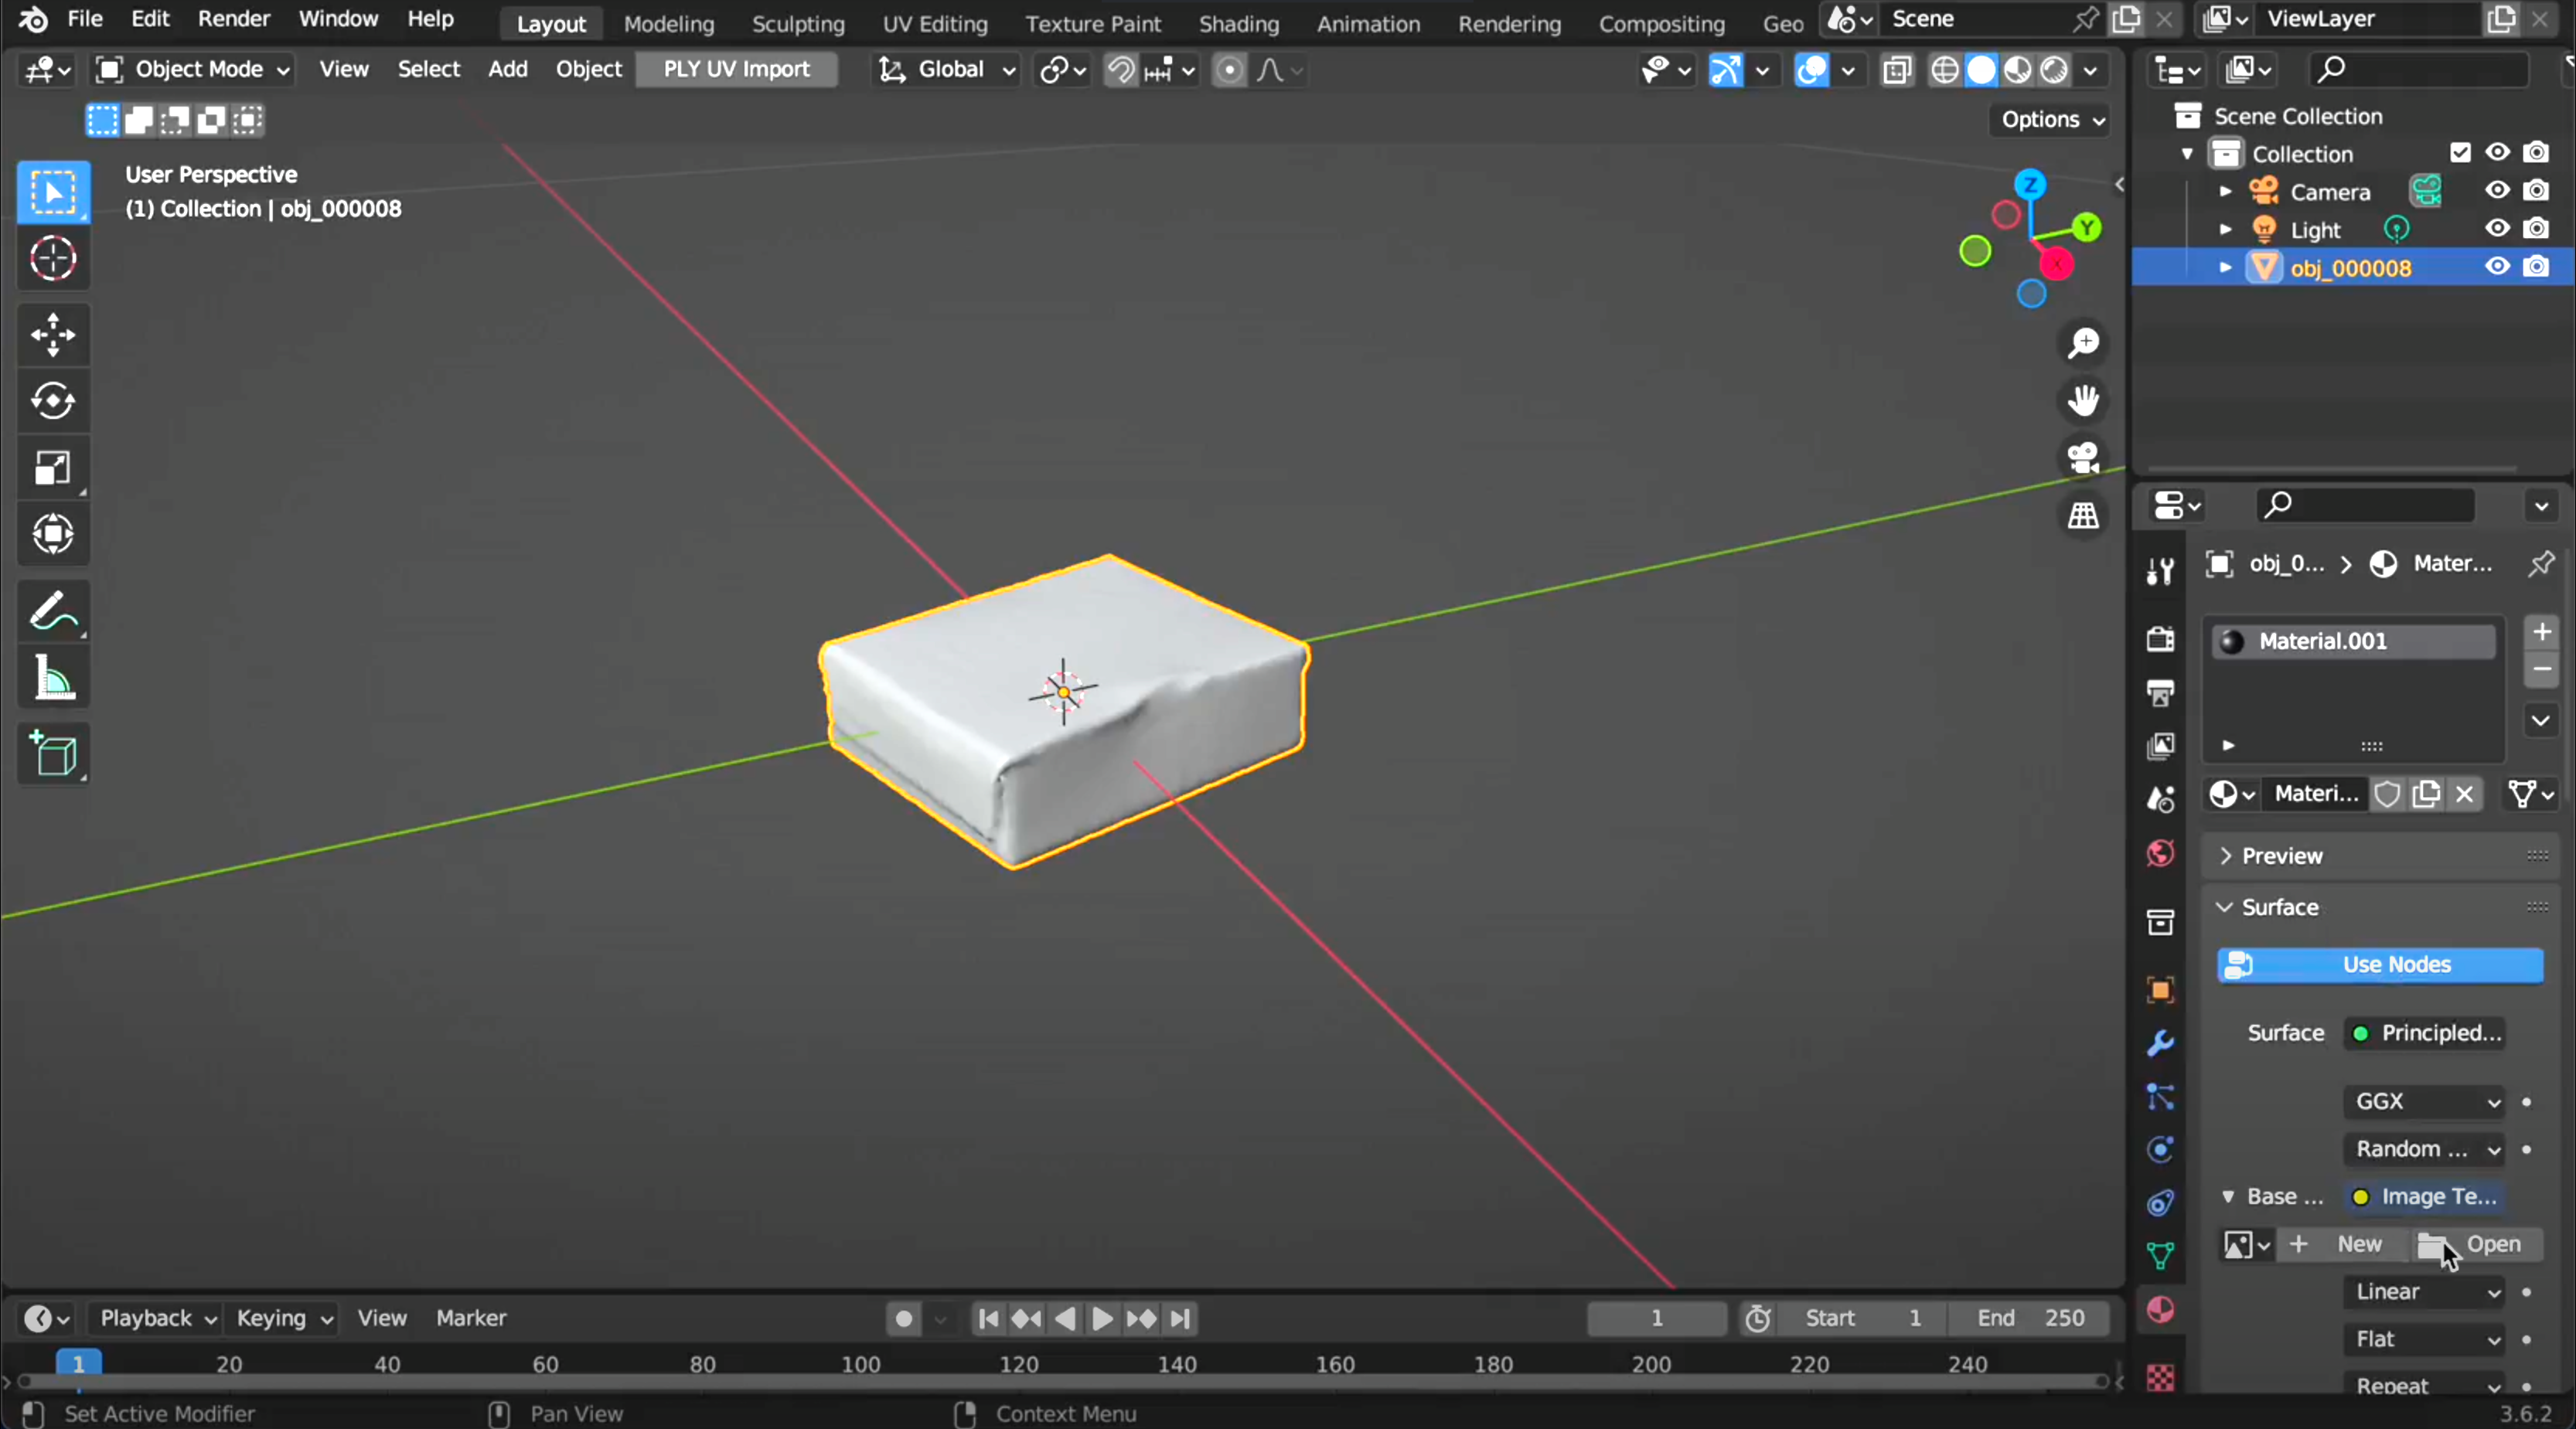 File Edit Render Window Help Layout Modeling Sculpting UV Editing Texture Paint Shading Animation Rendering Compositing Geo Scene ViewLayer
Object Mode View Select Add Object PLY UV Import Global
Options
User Perspective
(1) Collection | obj_000008
Z
Y
X
Scene Collection
Collection
Camera
Light
obj_000008
obj_0... Mater...
Material.001
Materi...
Preview
Surface
Use Nodes
Surface Principled...
GGX
Random ...
Base ... Image Te...
New Open
Linear
Flat
Repeat
Playback Keying View Marker 1 Start 1 End 250
1 20 40 60 80 100 120 140 160 180 200 220 240
Set Active Modifier Pan View Context Menu 3.6.2